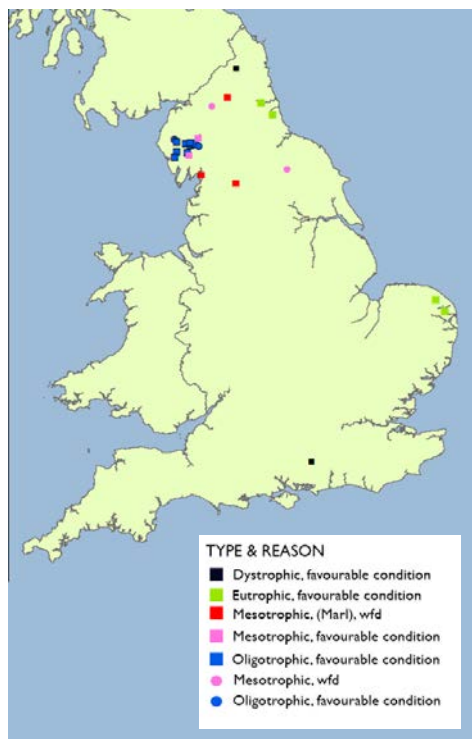 TYPE & REASON
Dystrophic, favourable condition
Eutrophic, favourable condition
Mesotrophic, (Marl), wfd
Mesotrophic, favourable condition
Oligotrophic, favourable condition
Mesotrophic, wfd
Oligotrophic, favourable condition